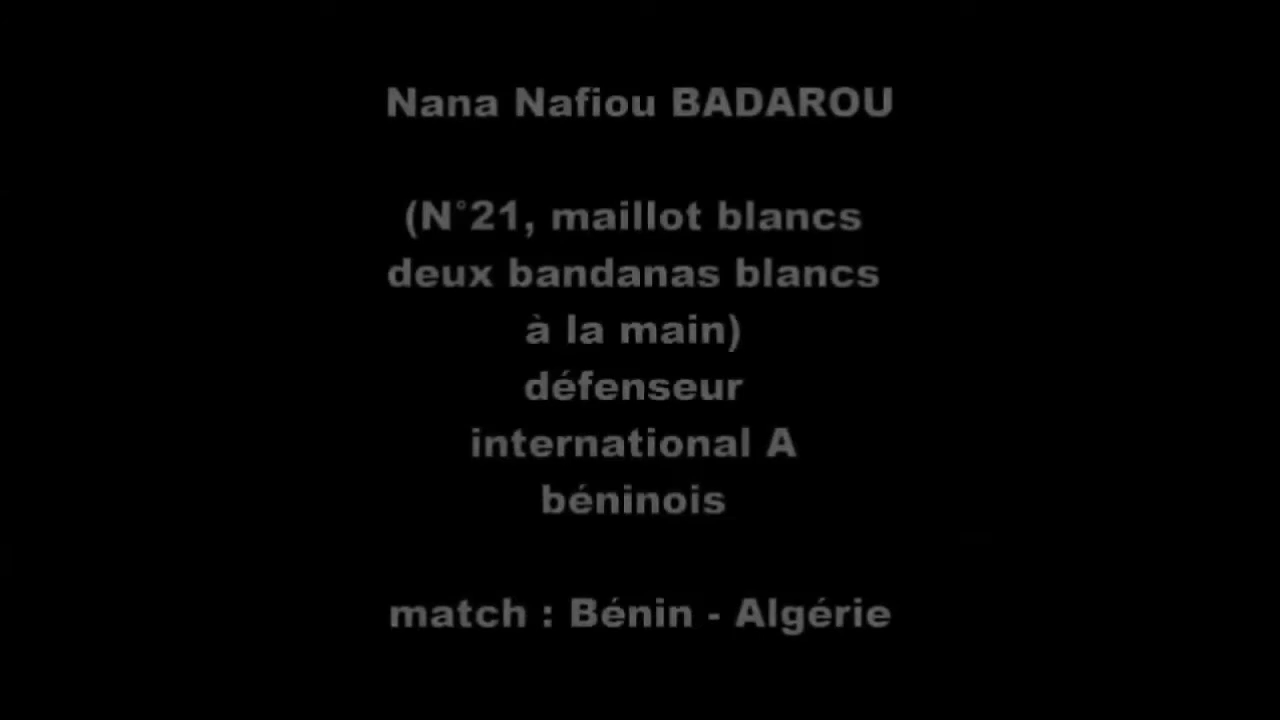 Nana Nafiou BADAROU
(N°21, maillot blancs
deux bandanas blancs
à la main)
défenseur
international A
béninois
match : Bénin - Algérie